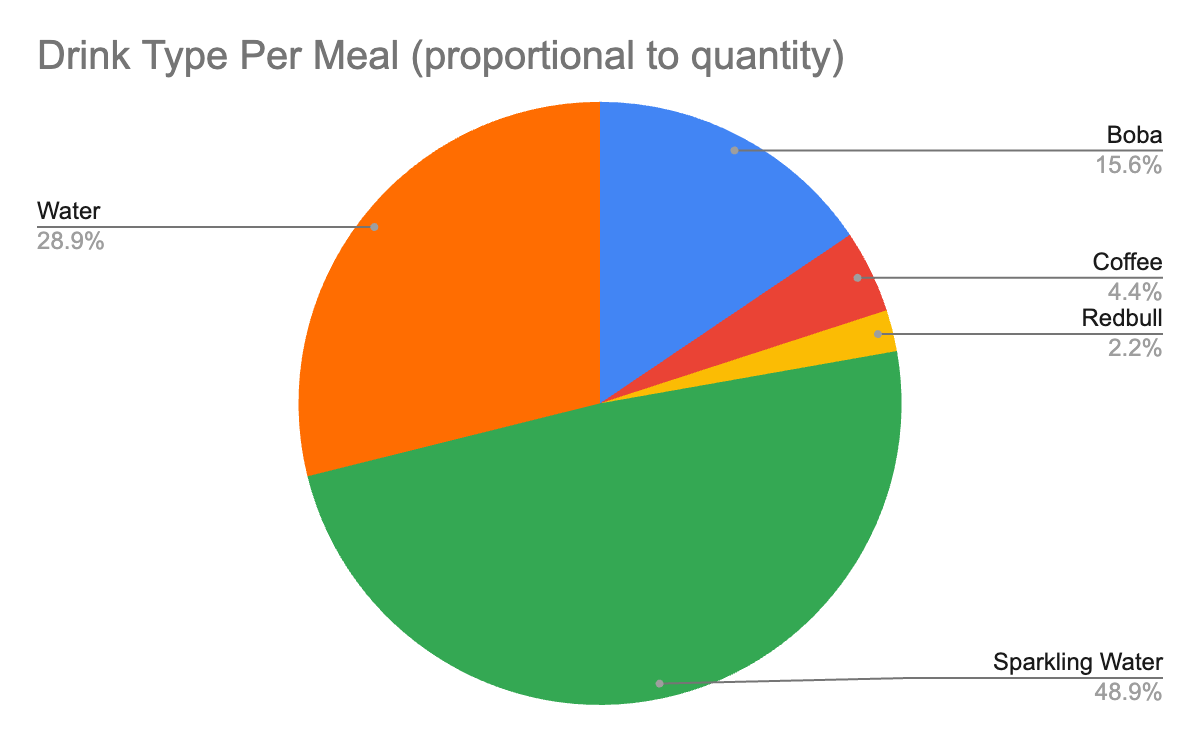 Drink Type Per Meal (proportional to quantity)
Boba
15.6%
Water
28.9%
Coffee
4.4%
Redbull
2.2%
Sparkling Water
48.9%